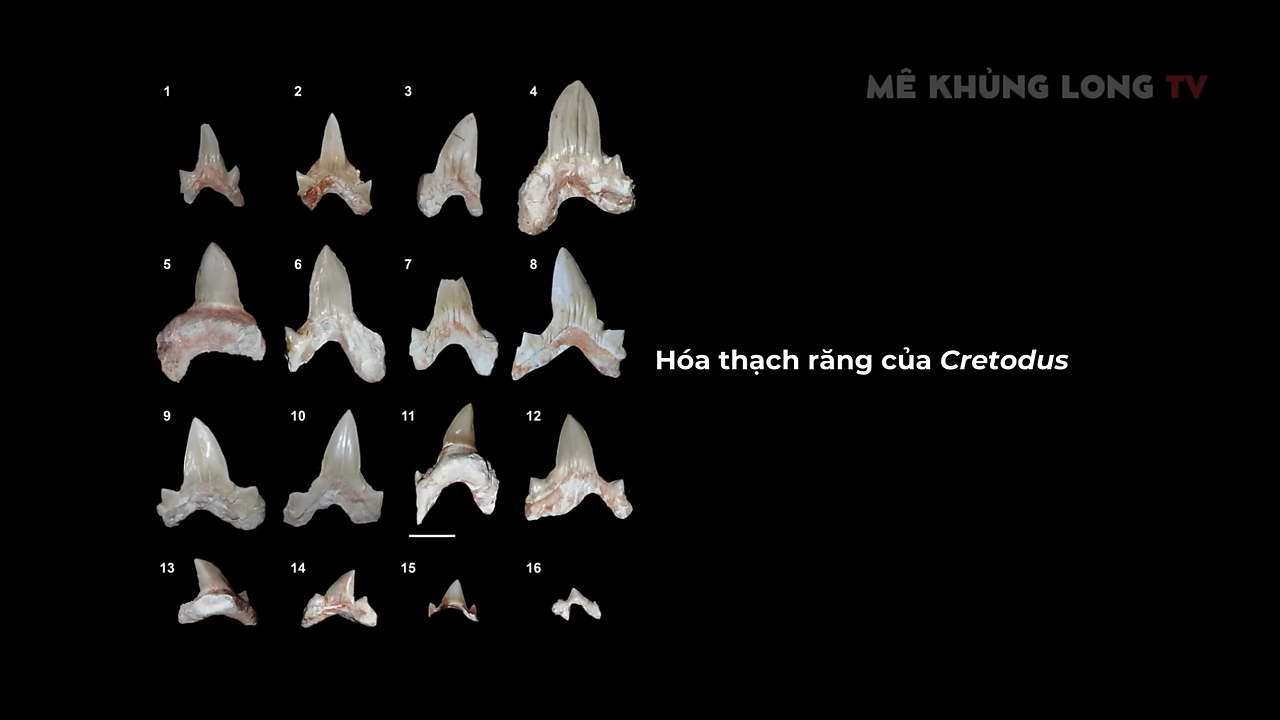 MÊ KHỦNG LONG TV
1 2 3 4
5 6 7 8
Hóa thạch răng của Cretodus
9 10 11 12
13 14 15 16